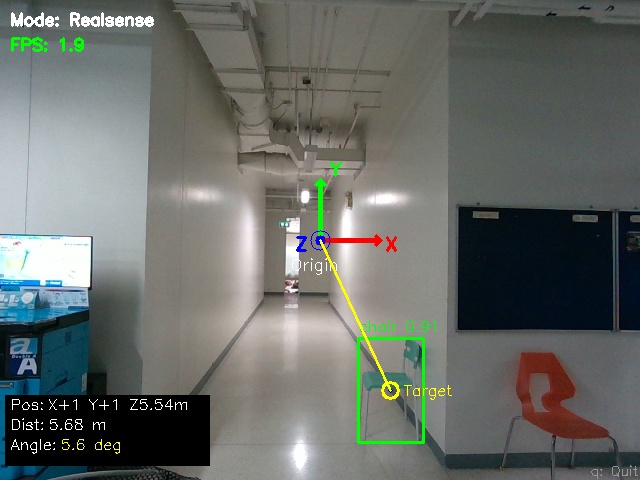 Mode: Realsense
FPS: 1.9
Y
Z
X
Origin
chair 0.91
Target
a
A
Double A
Pos: X+1 Y+1 Z5.54m
Dist: 5.68 m
Angle: 5.6 deg
q: Quit